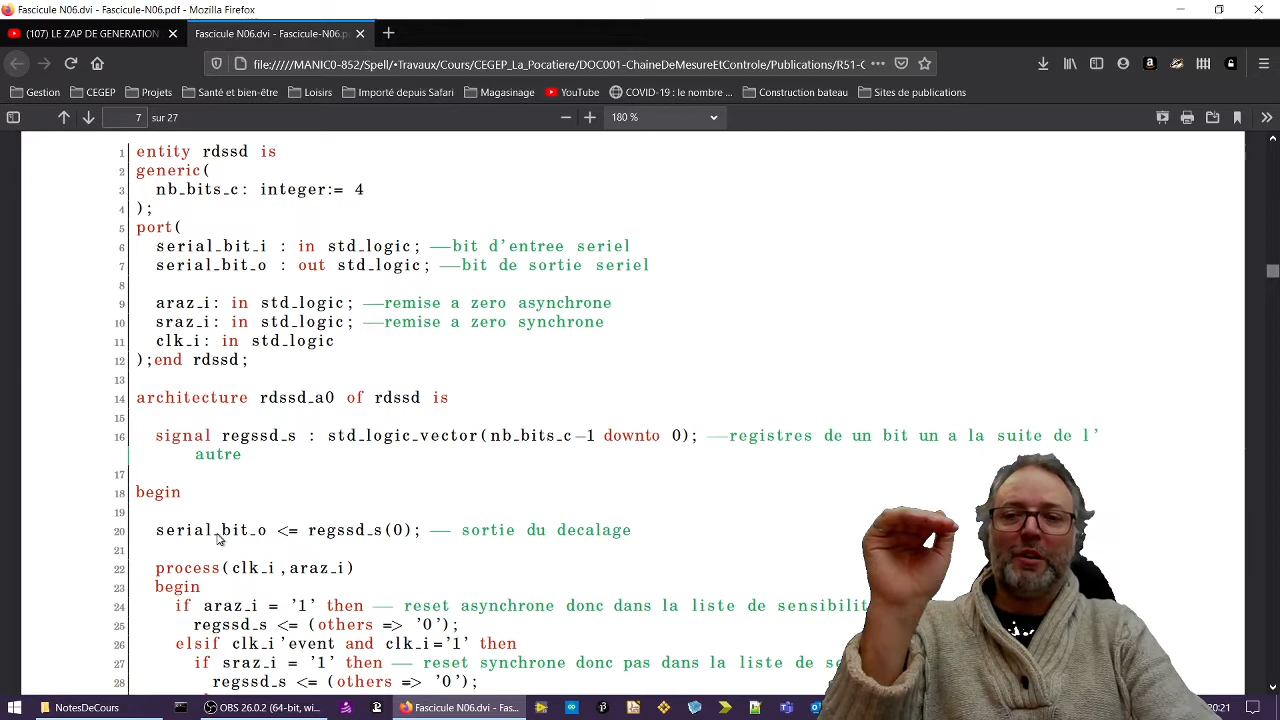 Fascicule N06.dvi - Fascicule-N06.pdf - Mozilla Firefox
(107) LE ZAP DE GENERATION
Fascicule N06.dvi - Fascicule-N06.p
file://///MANIC0-852/Spell/•Travaux/Cours/CEGEP_La_Pocatiere/DOC001-ChaineDeMesureEtControle/Publications/R51-C
Gestion CEGEP Projets Santé et bien-être Loisirs Importé depuis Safari Magasinage YouTube COVID-19 : le nombre ... Construction bateau Sites de publications
7 sur 27 180 %
1 entity rdssd is
2 generic(
3 nb_bits_c: integer:= 4
4 );
5 port(
6 serial_bit_i : in std_logic; --bit d'entree seriel
7 serial_bit_o : out std_logic; --bit de sortie seriel
8
9 araz_i: in std_logic; --remise a zero asynchrone
10 sraz_i: in std_logic; --remise a zero synchrone
11 clk_i: in std_logic
12 );end rdssd;
13
14 architecture rdssd_a0 of rdssd is
15
16 signal regssd_s : std_logic_vector(nb_bits_c-1 downto 0); --registres de un bit un a la suite de l'
autre
17
18 begin
19
20 serial_bit_o <= regssd_s(0); -- sortie du decalage
21
22 process(clk_i,araz_i)
23 begin
24 if araz_i = '1' then -- reset asynchrone donc dans la liste de sensibilit
25 regssd_s <= (others => '0');
26 elsif clk_i'event and clk_i='1' then
27 if sraz_i = '1' then -- reset synchrone donc pas dans la liste de se
28 regssd_s <= (others => '0');
NotesDeCours OBS 26.0.2 (64-bit, wi... Fascicule N06.dvi - Fa... 20:21